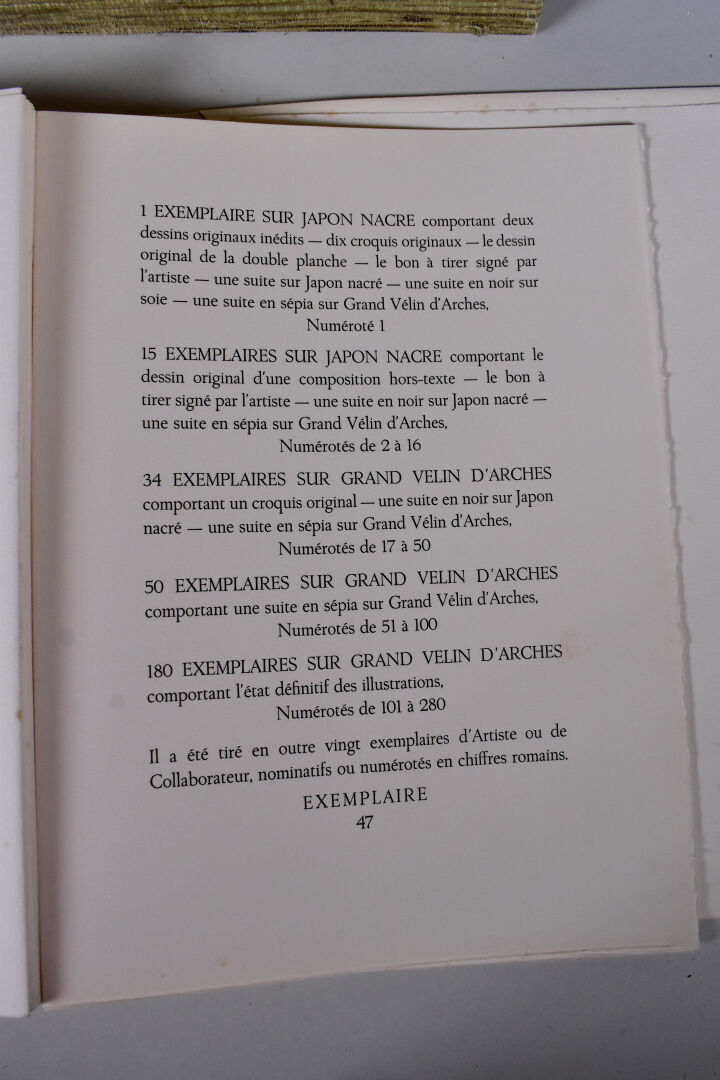 1 EXEMPLAIRE SUR JAPON NACRE comportant deux
dessins originaux inédits — dix croquis originaux — le dessin
original de la double planche — le bon à tirer signé par
l'artiste — une suite sur Japon nacré — une suite en noir sur
soie — une suite en sépia sur Grand Vêlin d'Arches,
Numéroté 1
15 EXEMPLAIRES SUR JAPON NACRE comportant le
dessin original d'une composition hors-texte — le bon à
tirer signé par l'artiste — une suite en noir sur Japon nacré —
une suite en sépia sur Grand Vêlin d'Arches,
Numérotés de 2 à 16
34 EXEMPLAIRES SUR GRAND VELIN D'ARCHES
comportant un croquis original — une suite en noir sur Japon
nacré — une suite en sépia sur Grand Vêlin d'Arches,
Numérotés de 17 à 50
50 EXEMPLAIRES SUR GRAND VELIN D'ARCHES
comportant une suite en sépia sur Grand Vêlin d'Arches,
Numérotés de 51 à 100
180 EXEMPLAIRES SUR GRAND VELIN D'ARCHES
comportant l'état définitif des illustrations,
Numérotés de 101 à 280
Il a été tiré en outre vingt exemplaires d'Artiste ou de
Collaborateur, nominatifs ou numérotés en chiffres romains.
EXEMPLAIRE
47